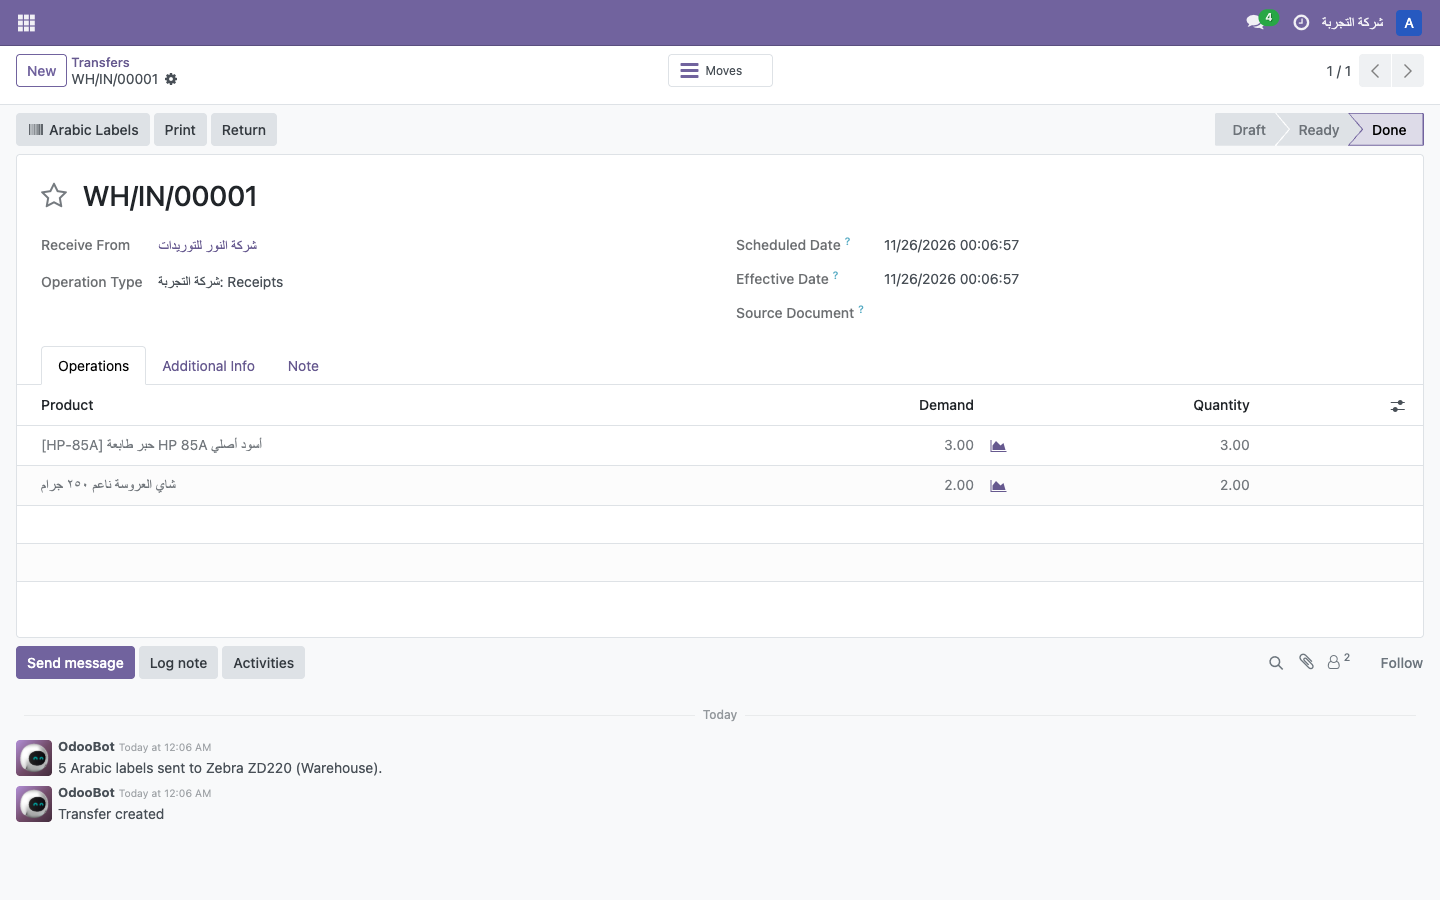 4
شركة التجربة
A
New
Transfers
WH/IN/00001
Moves
1 / 1
Arabic Labels
Print
Return
Draft
Ready
Done
WH/IN/00001
Receive From شركة النور للتوريدات
Scheduled Date ? 11/26/2026 00:06:57
Operation Type شركة التجربة: Receipts
Effective Date ? 11/26/2026 00:06:57
Source Document ?
Operations Additional Info Note
Product Demand Quantity
[HP-85A] حبر طابعة HP 85A أسود أصلي 3.00 3.00
شاي العروسة ناعم ٢٥٠ جرام 2.00 2.00
Send message Log note Activities
2 Follow
Today
OdooBot Today at 12:06 AM
5 Arabic labels sent to Zebra ZD220 (Warehouse).
OdooBot Today at 12:06 AM
Transfer created